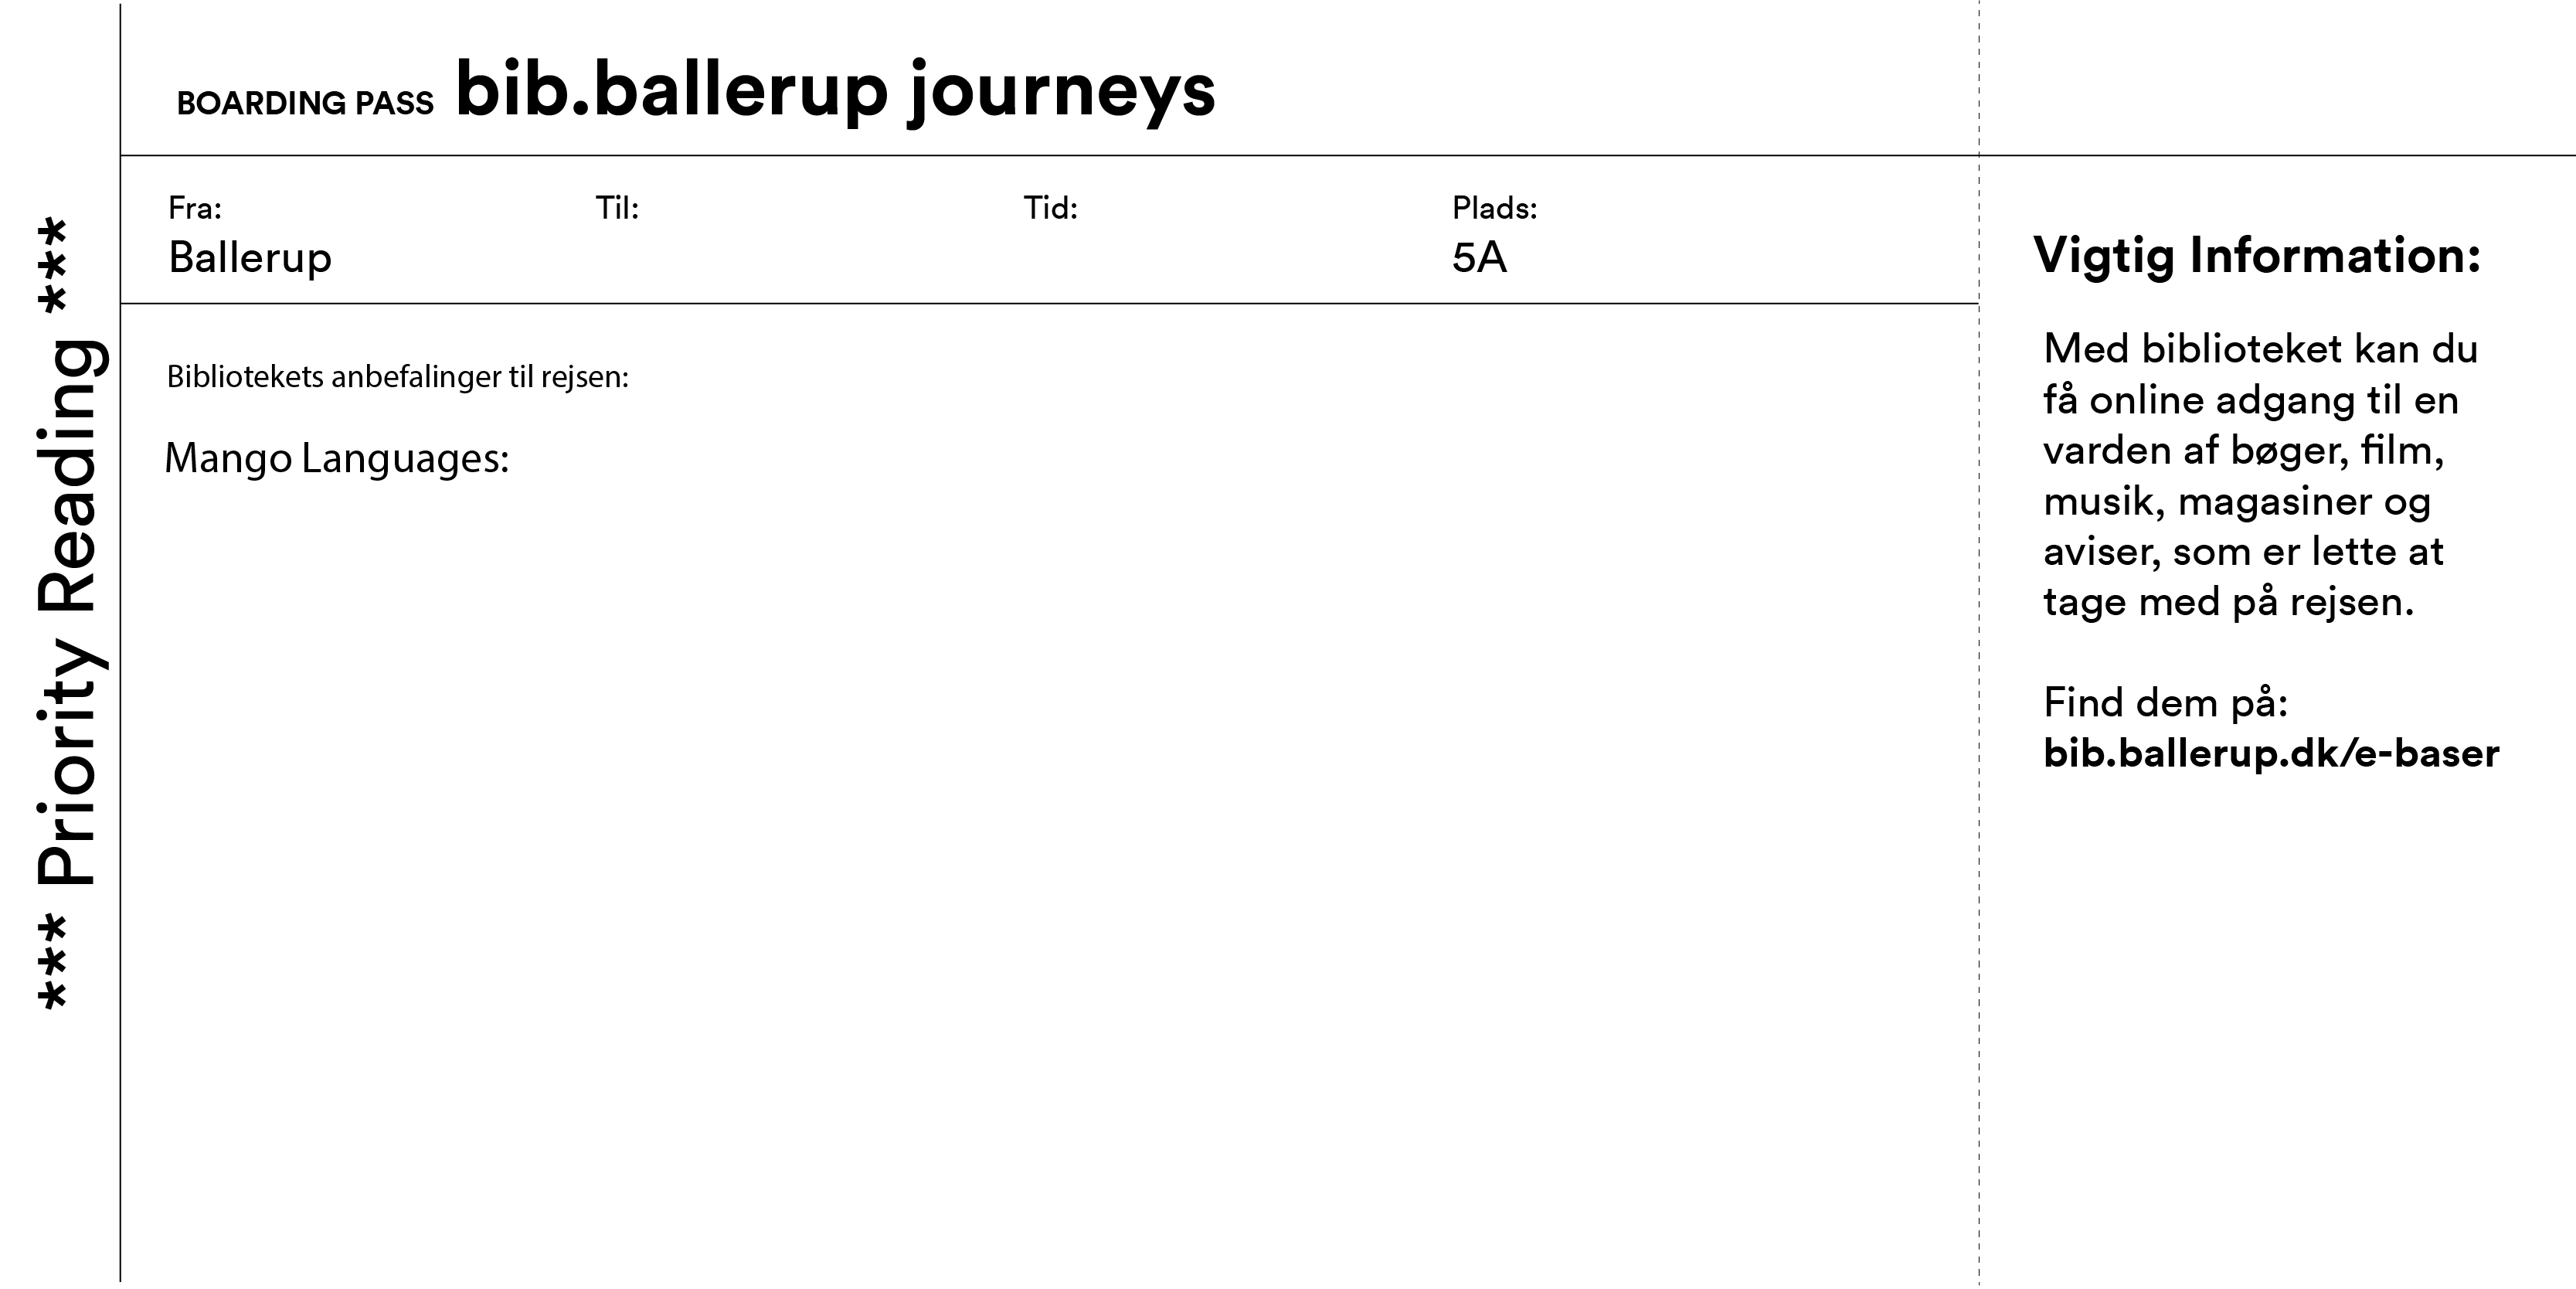 *** Priority Reading ***
BOARDING PASS bib.ballerup journeys
Fra: Til: Tid: Plads:
Ballerup 5A
Bibliotekets anbefalinger til rejsen:
Mango Languages:
Vigtig Information:
Med biblioteket kan du
få online adgang til en
varden af bøger, film,
musik, magasiner og
aviser, som er lette at
tage med på rejsen.
Find dem på:
bib.ballerup.dk/e-baser